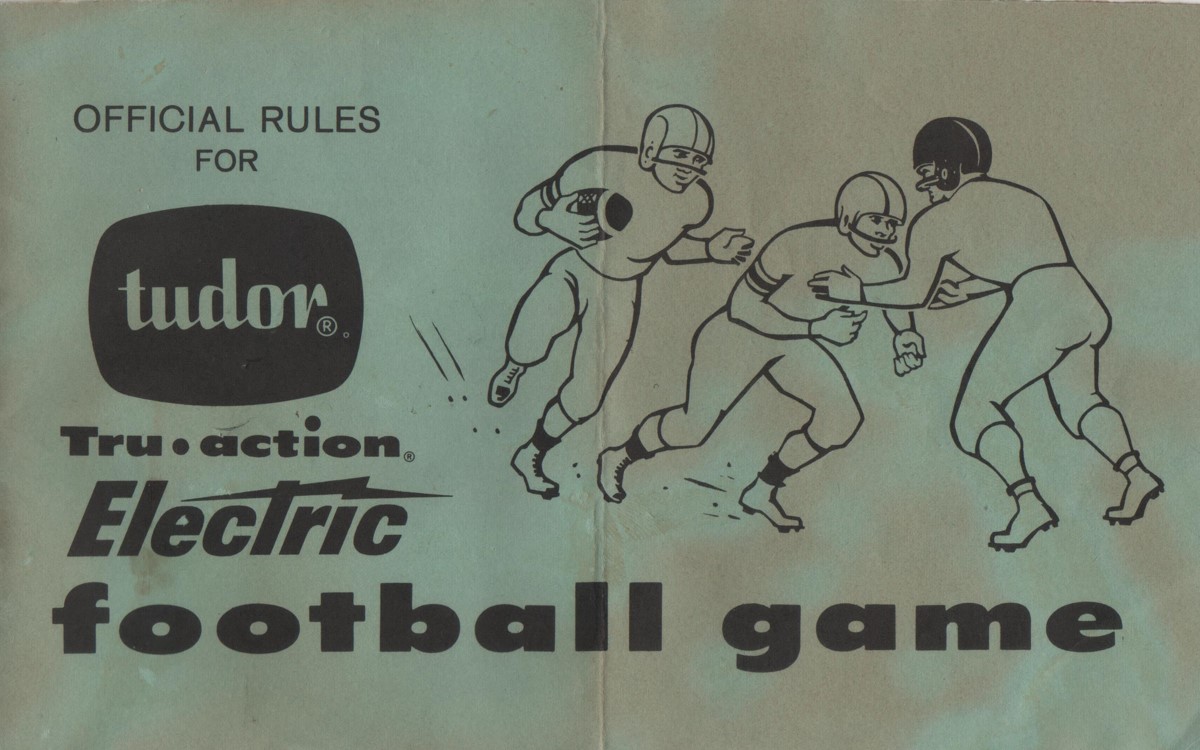 OFFICIAL RULES
FOR
tudor®
Tru•action®
Electric
football game